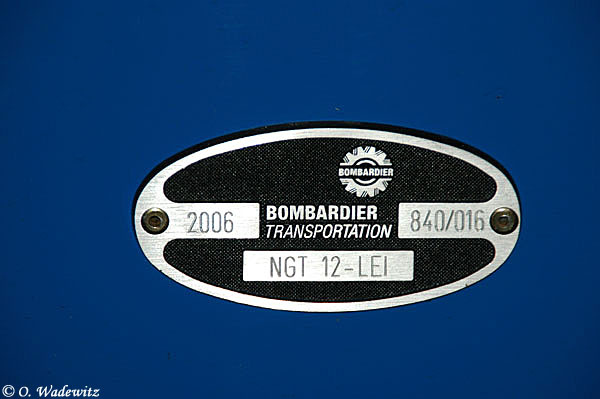 BOMBARDIER
2006
BOMBARDIER
TRANSPORTATION
840/016
NGT 12-LEI
© O. Wadewitz